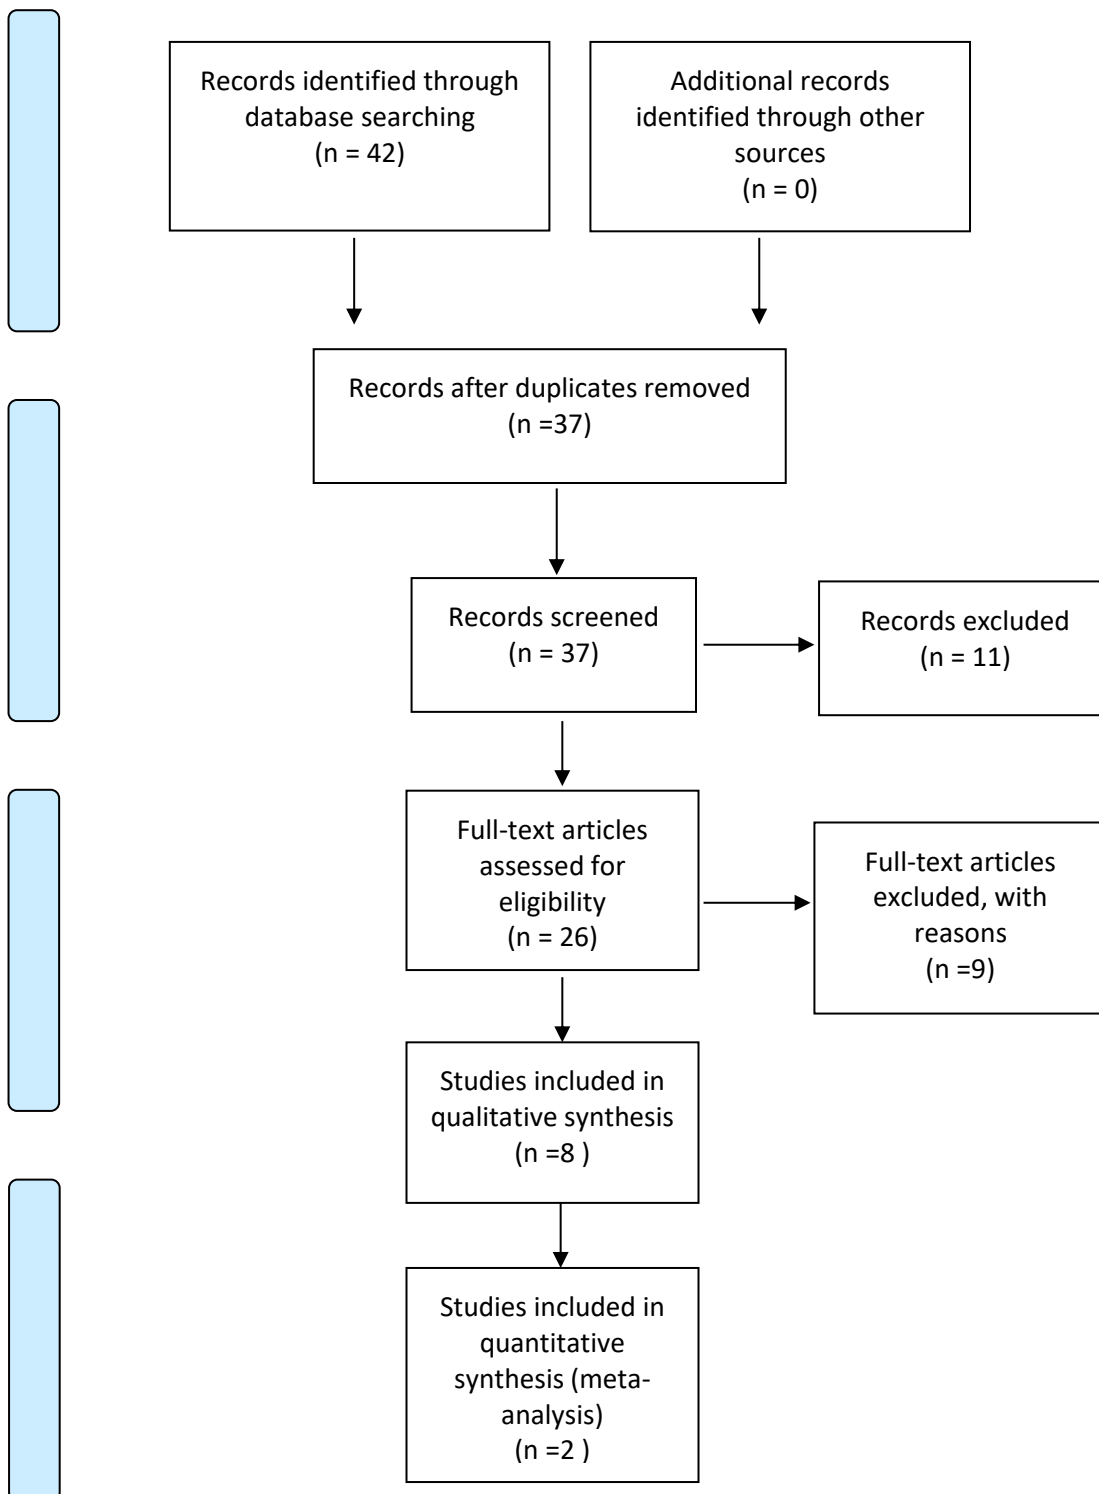 Records identified through
database searching
(n = 42)
Additional records
identified through other
sources
(n = 0)
Records after duplicates removed
(n =37)
Records screened
(n = 37)
Records excluded
(n = 11)
Full-text articles
assessed for
eligibility
(n = 26)
Full-text articles
excluded, with
reasons
(n =9)
Studies included in
qualitative synthesis
(n =8 )
Studies included in
quantitative
synthesis (meta-
analysis)
(n =2 )